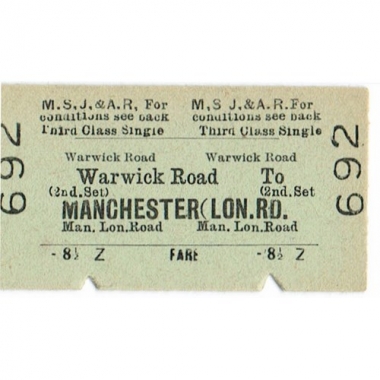 M.S.J.&A.R. For M.S J.&A.R. For
conditions see back conditions see back
Third Class Single Third Class Single
Warwick Road Warwick Road
Warwick Road To
(2nd.Set) (2nd.Set
MANCHESTER(LON.RD.
Man. Lon.Road Man. Lon.Road
- 8½ Z FARE - 8½ Z
692 692